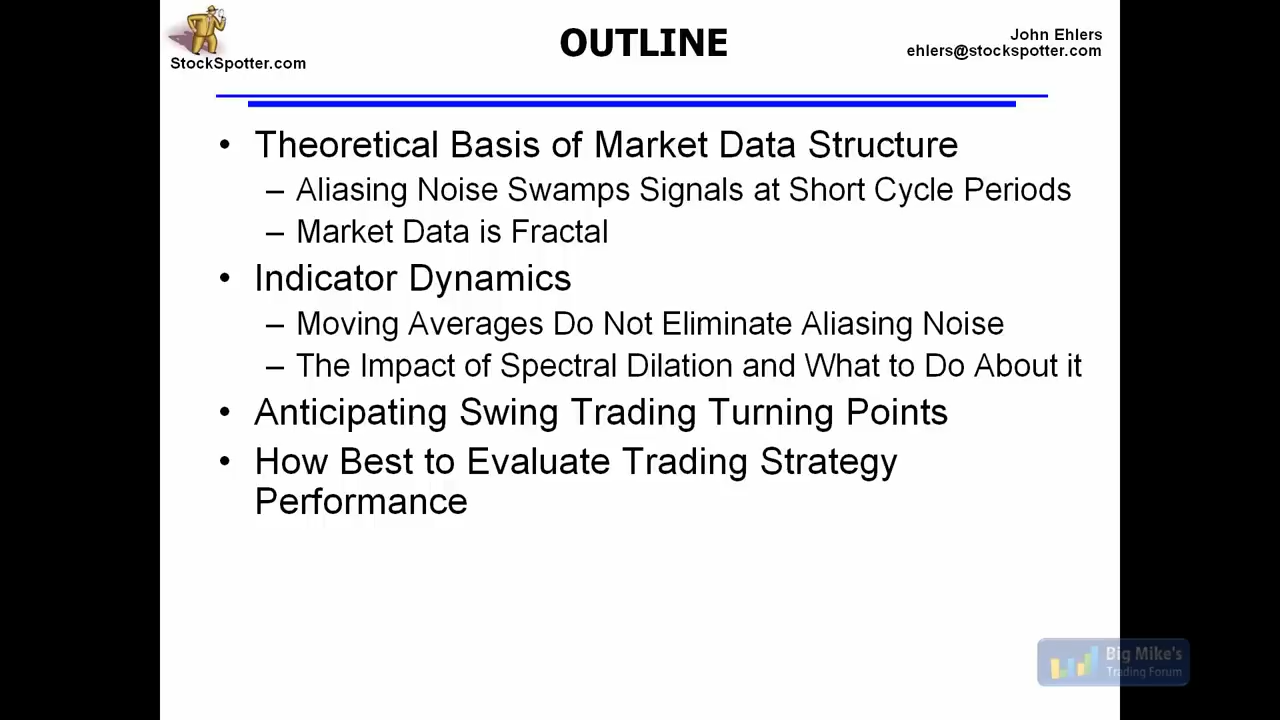 StockSpotter.com
OUTLINE
John Ehlers
ehlers@stockspotter.com
• Theoretical Basis of Market Data Structure
– Aliasing Noise Swamps Signals at Short Cycle Periods
– Market Data is Fractal
• Indicator Dynamics
– Moving Averages Do Not Eliminate Aliasing Noise
– The Impact of Spectral Dilation and What to Do About it
• Anticipating Swing Trading Turning Points
• How Best to Evaluate Trading Strategy
Performance
Big Mike's
Trading Forum